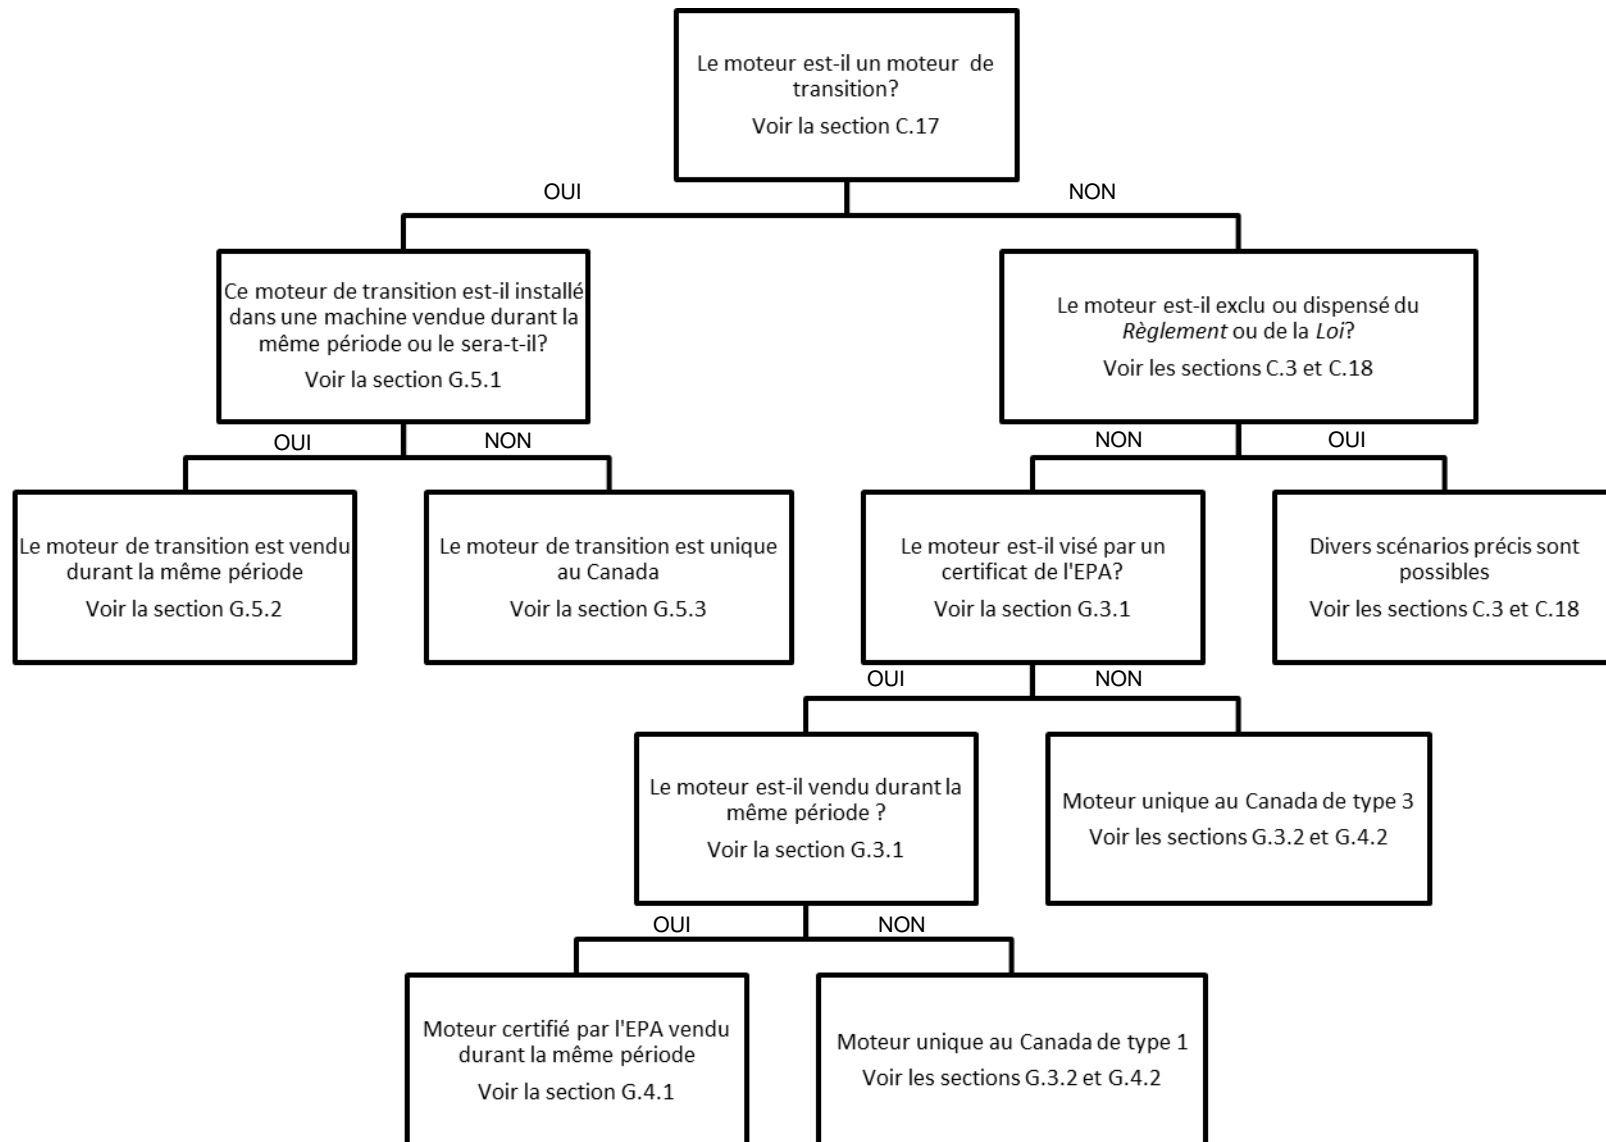 Le moteur est-il un moteur de
transition?
Voir la section C.17
OUI
NON
Ce moteur de transition est-il installé
dans une machine vendue durant la
même période ou le sera-t-il?
Voir la section G.5.1
Le moteur est-il exclu ou dispensé du
Règlement ou de la Loi?
Voir les sections C.3 et C.18
OUI
NON
NON
OUI
Le moteur de transition est vendu
durant la même période
Voir la section G.5.2
Le moteur de transition est unique
au Canada
Voir la section G.5.3
Le moteur est-il visé par un
certificat de l'EPA?
Voir la section G.3.1
Divers scénarios précis sont
possibles
Voir les sections C.3 et C.18
OUI
NON
Le moteur est-il vendu durant la
même période ?
Voir la section G.3.1
Moteur unique au Canada de type 3
Voir les sections G.3.2 et G.4.2
OUI
NON
Moteur certifié par l'EPA vendu
durant la même période
Voir la section G.4.1
Moteur unique au Canada de type 1
Voir les sections G.3.2 et G.4.2